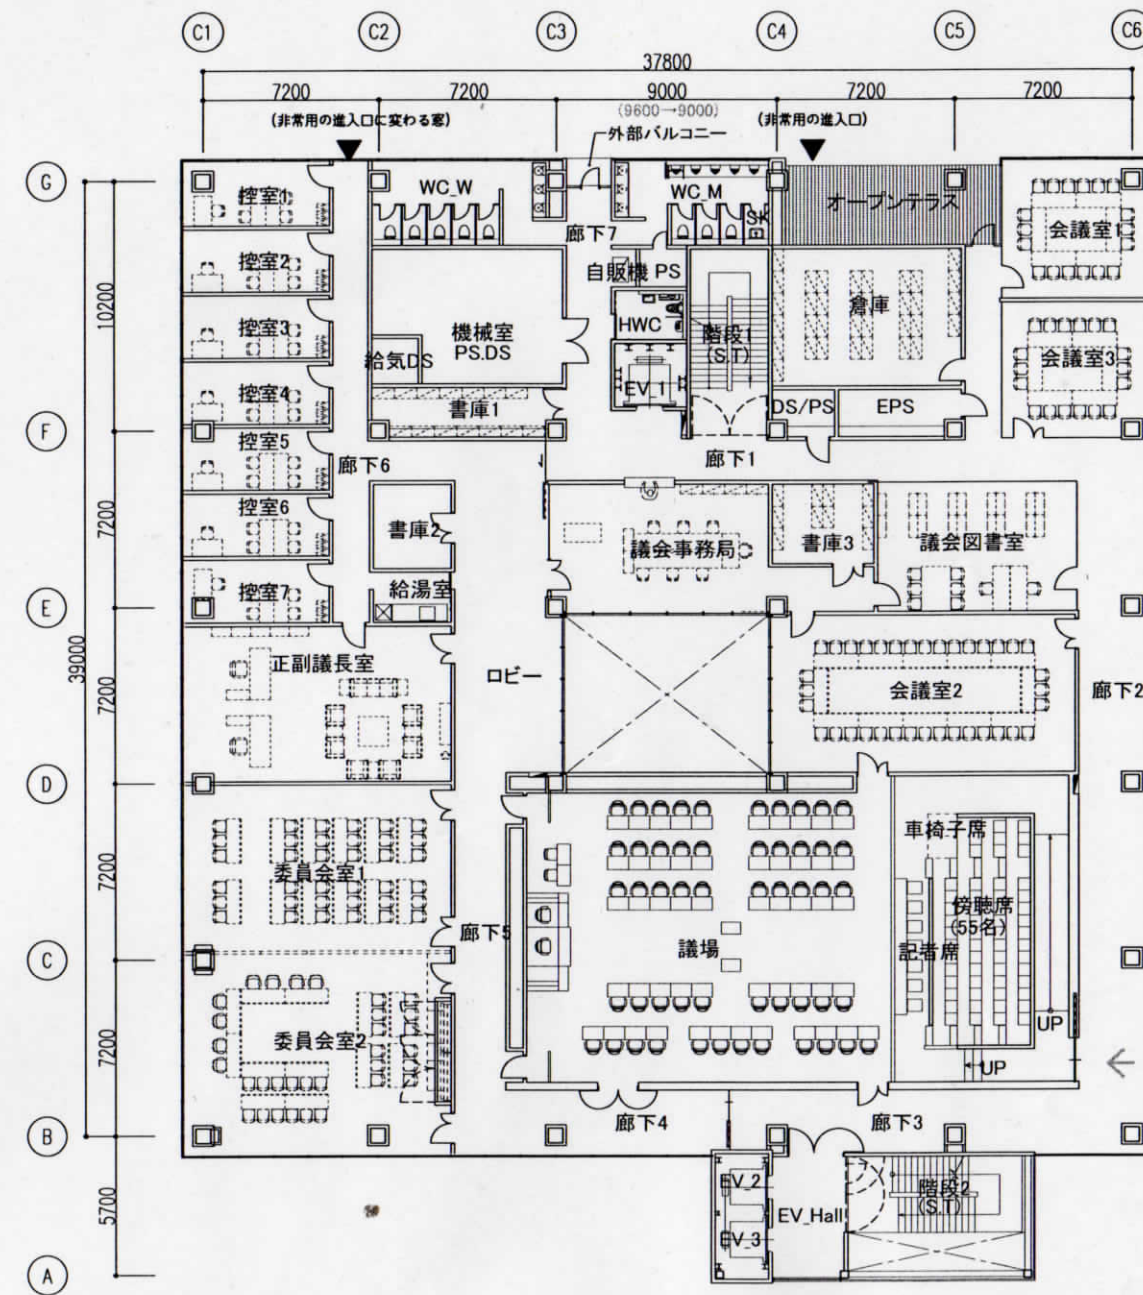 C1 C2 C3 C4 C5 C6
37800
7200 7200 9000 7200 7200
(9600→9000)
(非常用の進入口に変わる窓)
(非常用の進入口)
外部バルコニー
G
F
E
D
C
B
A
10200
7200
7200
7200
7200
5700
39000
控室1
控室2
控室3
控室4
控室5
控室6
控室7
WC_W
WC_M
SK
廊下7
オープンテラス
会議室1
自販機 PS
HWC
機械室
PS.DS
給気DS
EV_1
階段1
(S,T)
倉庫
会議室3
書庫1
DS/PS
EPS
廊下6
廊下1
書庫2
議会事務局
書庫3
議会図書室
給湯室
正副議長室
ロビー
会議室2
廊下2
委員会室1
車椅子席
傍聴席
(55名)
記者席
廊下5
議場
委員会室2
UP
UP
廊下4
廊下3
EV_2
EV_3
EV_Hall
階段2
(S,T)